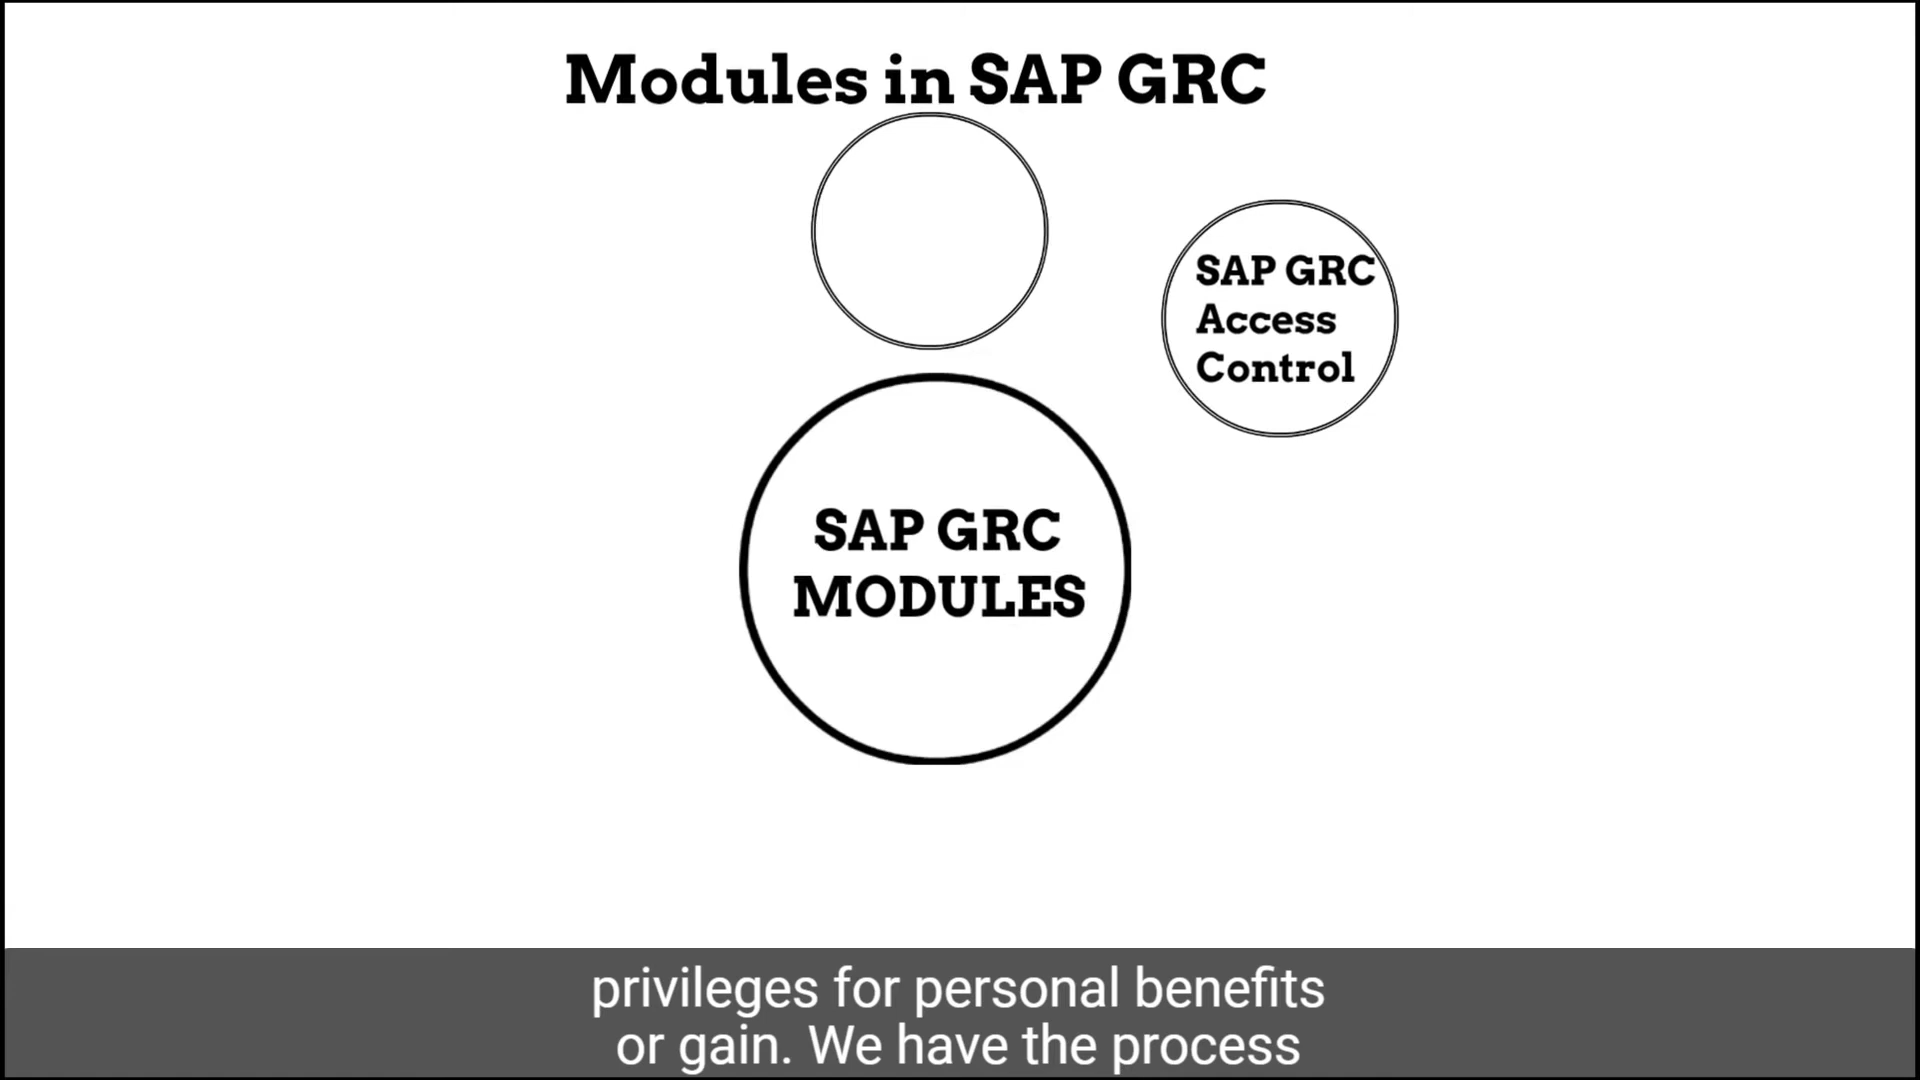 Modules in SAP GRC
SAP GRC
Access
Control
SAP GRC
MODULES
privileges for personal benefits
or gain. We have the process